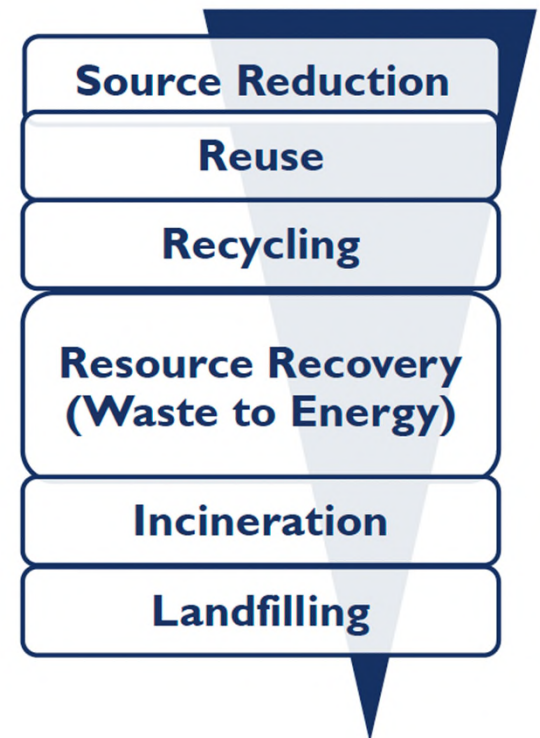 Source Reduction
Reuse
Recycling
Resource Recovery
(Waste to Energy)
Incineration
Landfilling